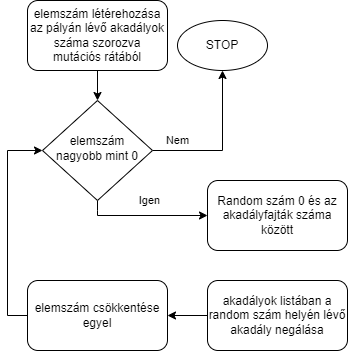 elemszám létérehozása
az pályán lévő akadályok
száma szorozva
mutációs rátából
STOP
elemszám
nagyobb mint 0
Nem
Igen
Random szám 0 és az
akadályfajták száma
között
elemszám csökkentése
egyel
akadályok listában a
random szám helyén lévő
akadály negálása